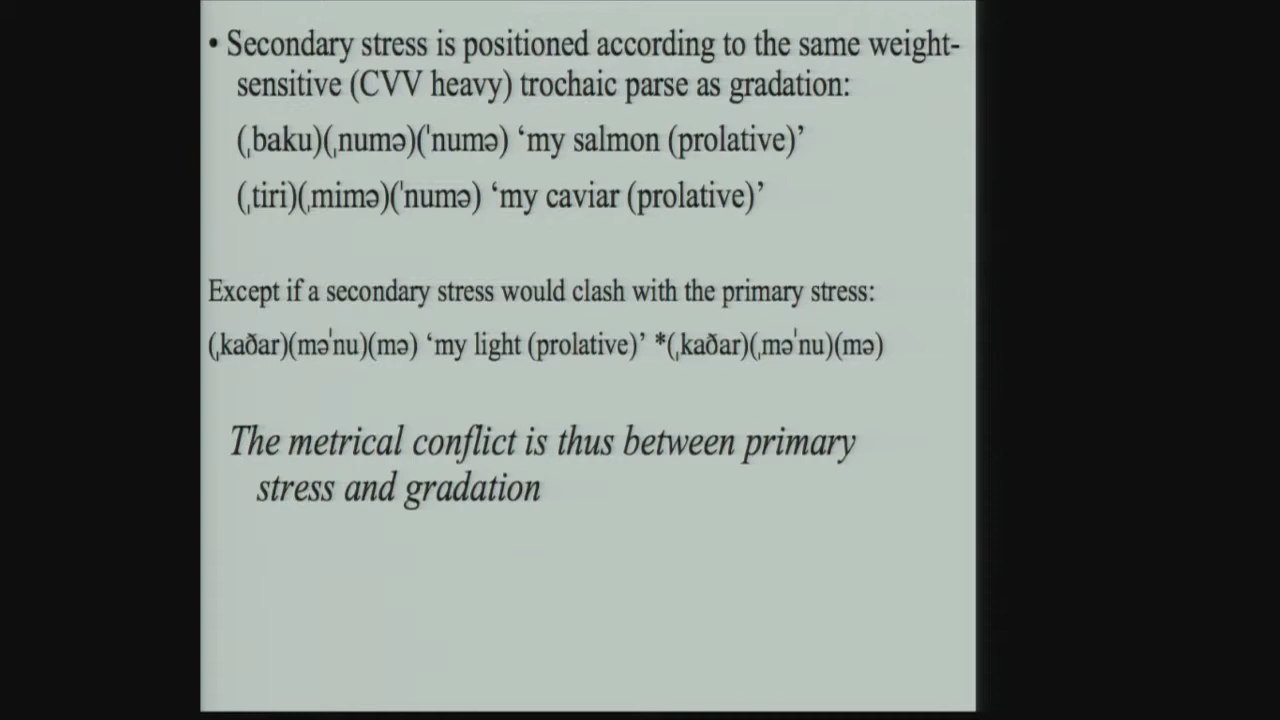 • Secondary stress is positioned according to the same weight-
sensitive (CVV heavy) trochaic parse as gradation:
(ˌbaku)(ˌnumə)(ˈnumə) ‘my salmon (prolative)’
(ˌtiri)(ˌmimə)(ˈnumə) ‘my caviar (prolative)’
Except if a secondary stress would clash with the primary stress:
(ˌkaðar)(məˈnu)(mə) ‘my light (prolative)’ *(ˌkaðar)(ˌməˈnu)(mə)
The metrical conflict is thus between primary
stress and gradation